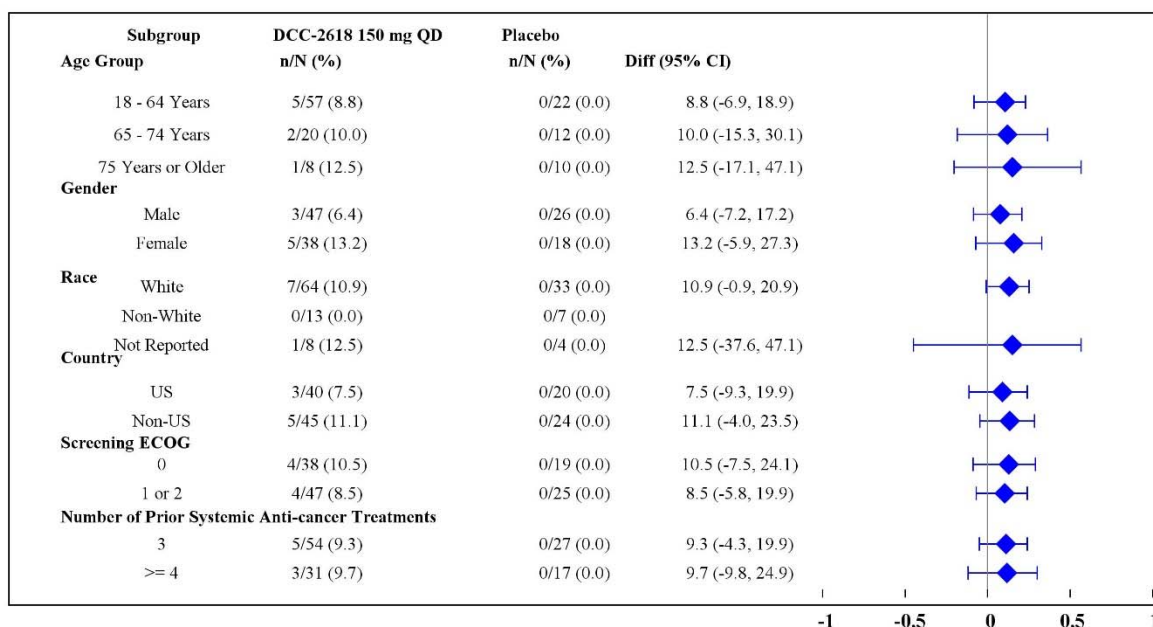 Subgroup DCC-2618 150 mg QD Placebo
Age Group n/N (%) n/N (%) Diff (95% CI)
18 - 64 Years 5/57 (8.8) 0/22 (0.0) 8.8 (-6.9, 18.9)
65 - 74 Years 2/20 (10.0) 0/12 (0.0) 10.0 (-15.3, 30.1)
75 Years or Older 1/8 (12.5) 0/10 (0.0) 12.5 (-17.1, 47.1)
Gender
Male 3/47 (6.4) 0/26 (0.0) 6.4 (-7.2, 17.2)
Female 5/38 (13.2) 0/18 (0.0) 13.2 (-5.9, 27.3)
Race
White 7/64 (10.9) 0/33 (0.0) 10.9 (-0.9, 20.9)
Non-White 0/13 (0.0) 0/7 (0.0)
Not Reported 1/8 (12.5) 0/4 (0.0) 12.5 (-37.6, 47.1)
Country
US 3/40 (7.5) 0/20 (0.0) 7.5 (-9.3, 19.9)
Non-US 5/45 (11.1) 0/24 (0.0) 11.1 (-4.0, 23.5)
Screening ECOG
0 4/38 (10.5) 0/19 (0.0) 10.5 (-7.5, 24.1)
1 or 2 4/47 (8.5) 0/25 (0.0) 8.5 (-5.8, 19.9)
Number of Prior Systemic Anti-cancer Treatments
3 5/54 (9.3) 0/27 (0.0) 9.3 (-4.3, 19.9)
>= 4 3/31 (9.7) 0/17 (0.0) 9.7 (-9.8, 24.9)
-1 -0.5 0 0.5 1